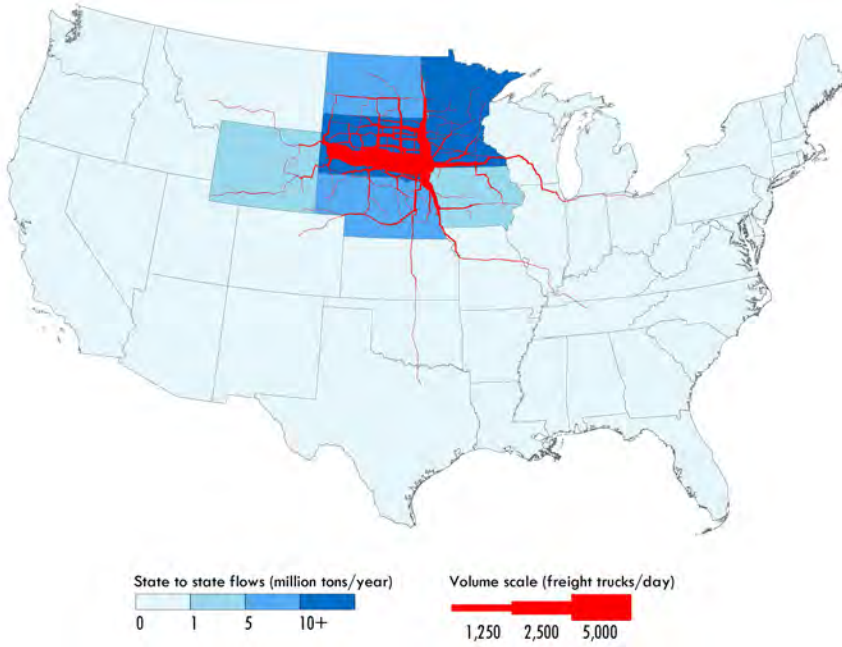 State to state flows (million tons/year)
0 1 5 10+
Volume scale (freight trucks/day)
1,250 2,500 5,000